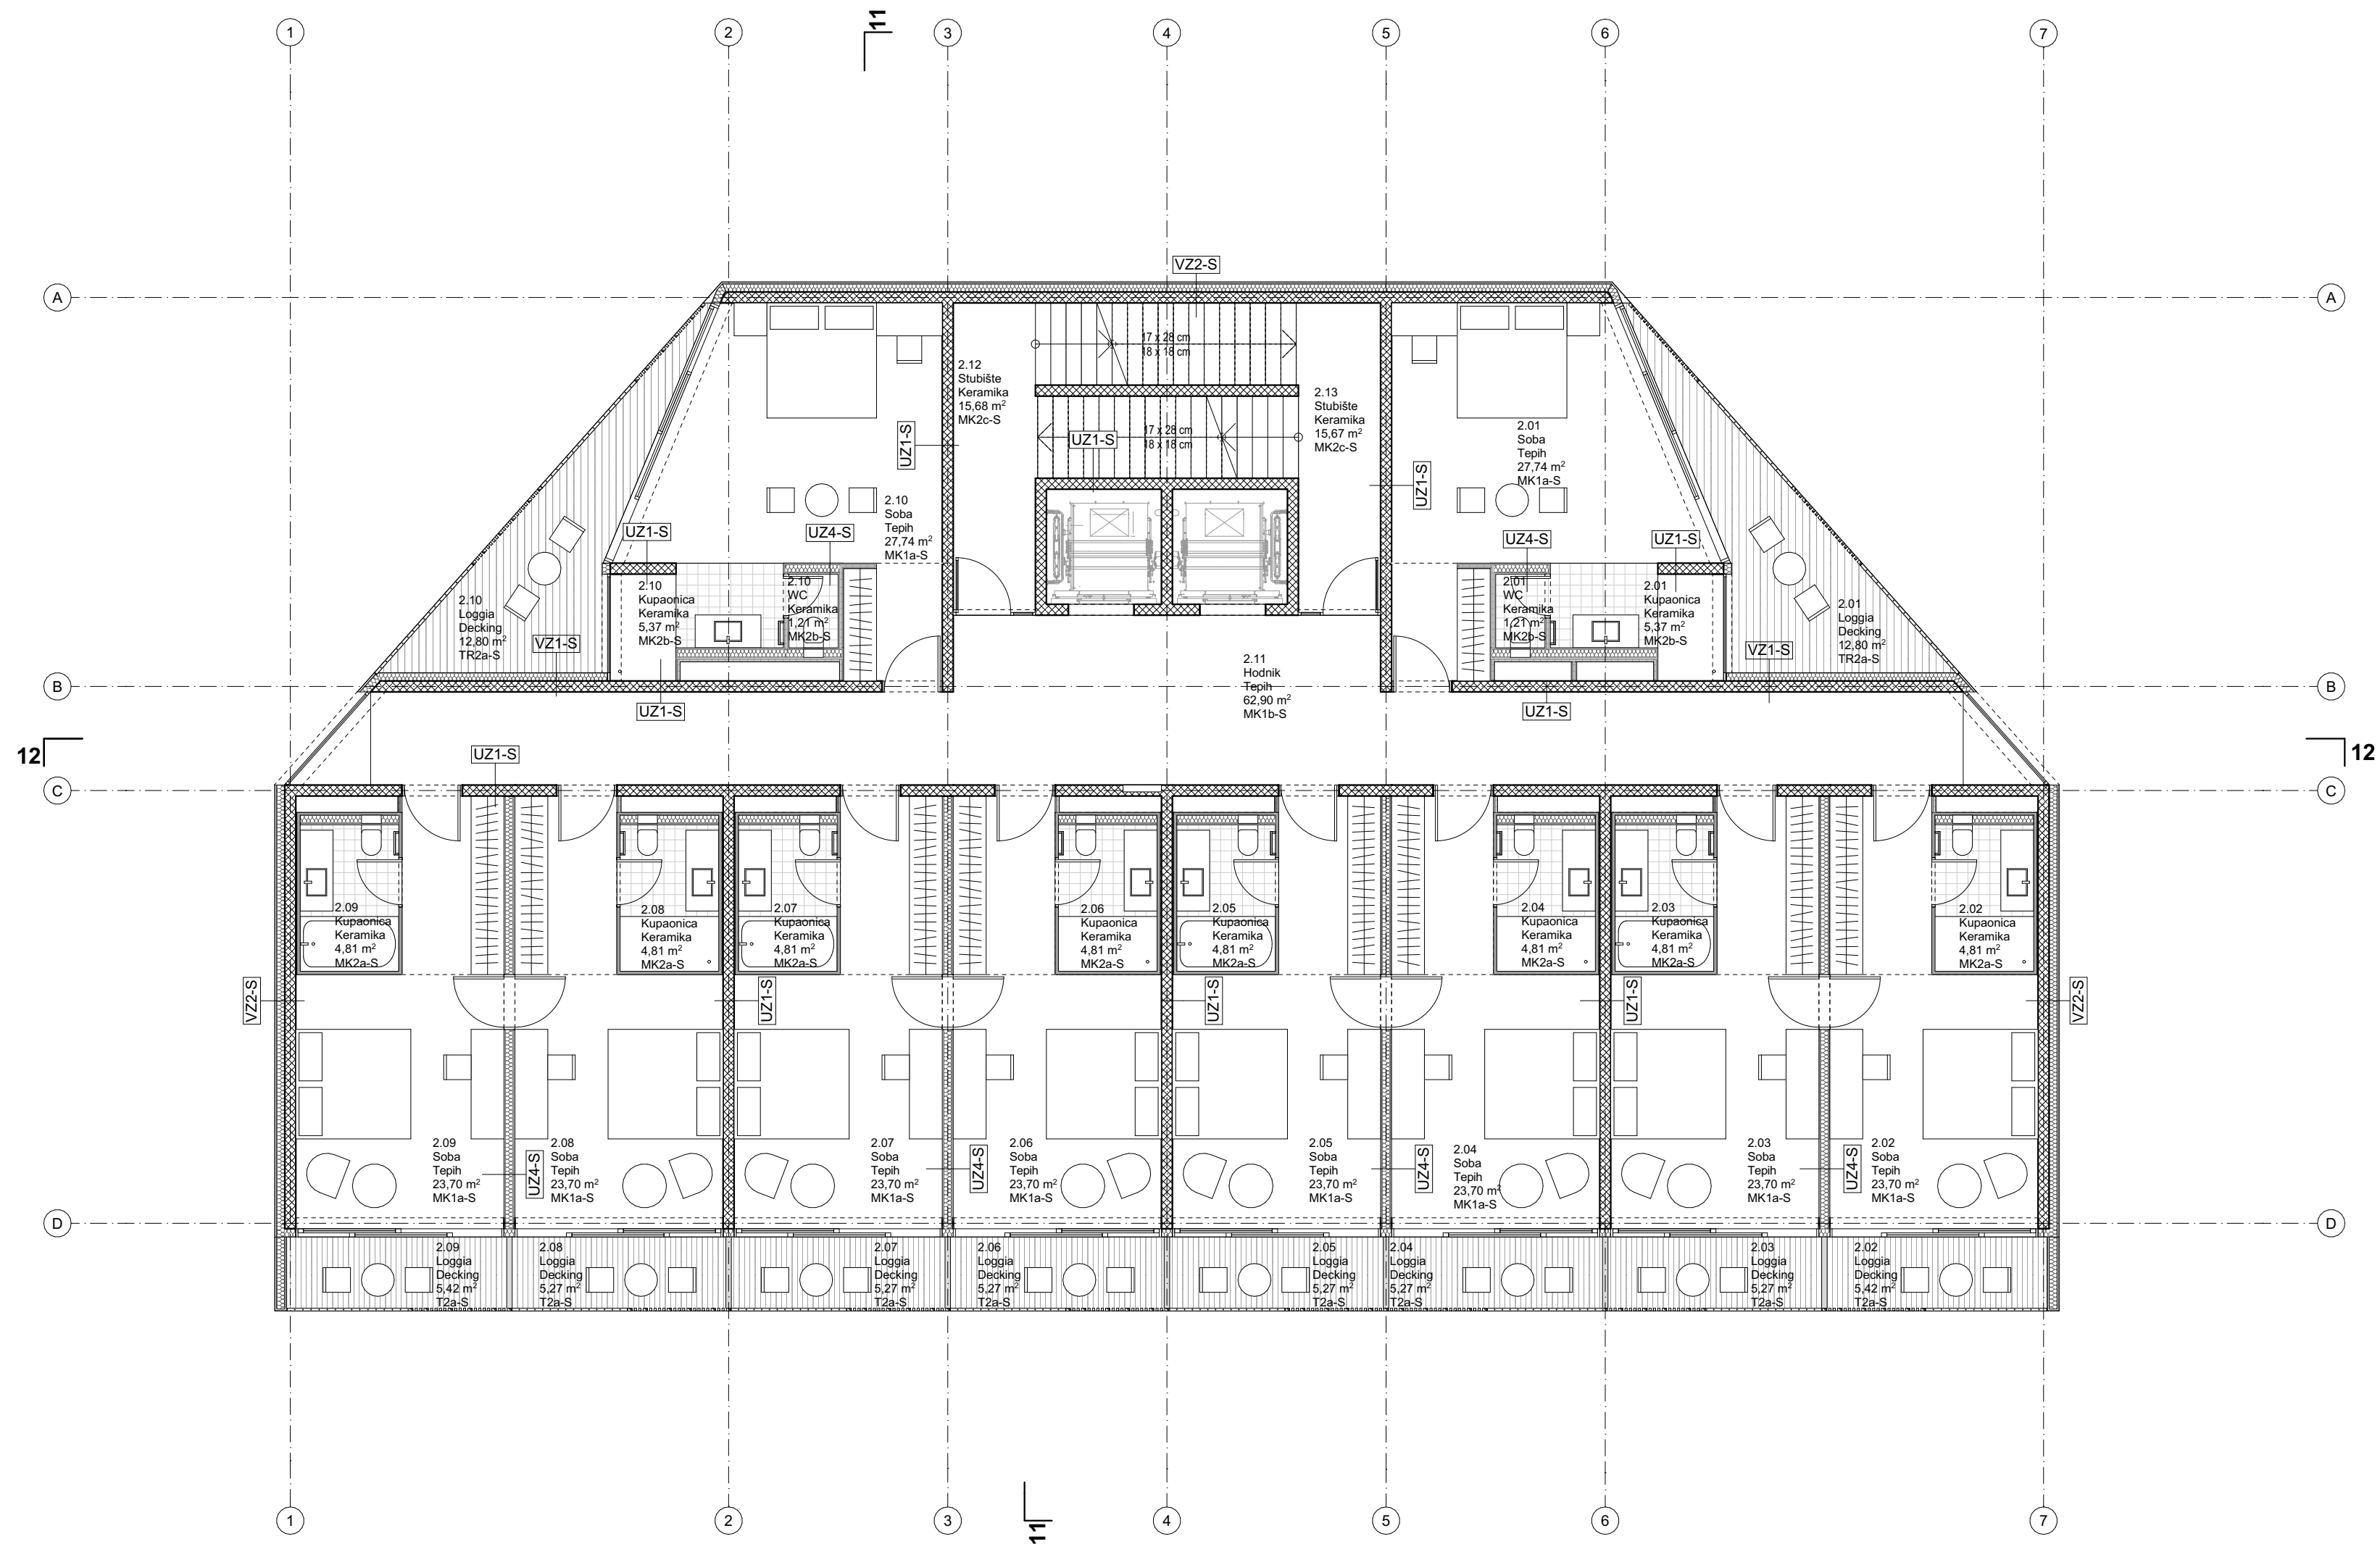 1
2
11
3
4
5
6
7
A
A
VZ2-S
17 x 28 cm
18 x 18 cm
2.12
Stubište
Keramika
15,68 m²
MK2c-S
2.13
Stubište
Keramika
15,67 m²
MK2c-S
UZ1-S
UZ1-S
17 x 28 cm
18 x 18 cm
UZ1-S
2.01
Soba
Tepih
27,74 m²
MK1a-S
2.10
Soba
Tepih
27,74 m²
MK1a-S
UZ1-S
UZ4-S
UZ4-S
UZ1-S
2.10
Loggia
Decking
12,80 m²
TR2a-S
VZ1-S
2.10
Kupaonica
Keramika
5,37 m²
MK2b-S
2.10
WC
Keramika
1,21 m²
MK2b-S
2.01
WC
Keramika
1,21 m²
MK2b-S
2.01
Kupaonica
Keramika
5,37 m²
MK2b-S
VZ1-S
2.01
Loggia
Decking
12,80 m²
TR2a-S
B
B
2.11
Hodnik
Tepih
62,90 m²
MK1b-S
UZ1-S
UZ1-S
12
12
UZ1-S
C
C
2.09
Kupaonica
Keramika
4,81 m²
MK2a-S
2.08
Kupaonica
Keramika
4,81 m²
MK2a-S
2.07
Kupaonica
Keramika
4,81 m²
MK2a-S
2.06
Kupaonica
Keramika
4,81 m²
MK2a-S
2.05
Kupaonica
Keramika
4,81 m²
MK2a-S
2.04
Kupaonica
Keramika
4,81 m²
MK2a-S
2.03
Kupaonica
Keramika
4,81 m²
MK2a-S
2.02
Kupaonica
Keramika
4,81 m²
MK2a-S
VZ2-S
UZ1-S
UZ1-S
UZ1-S
VZ2-S
2.09
Soba
Tepih
23,70 m²
MK1a-S
UZ4-S
2.08
Soba
Tepih
23,70 m²
MK1a-S
2.07
Soba
Tepih
23,70 m²
MK1a-S
UZ4-S
2.06
Soba
Tepih
23,70 m²
MK1a-S
2.05
Soba
Tepih
23,70 m²
MK1a-S
UZ4-S
2.04
Soba
Tepih
23,70 m²
MK1a-S
2.03
Soba
Tepih
23,70 m²
MK1a-S
UZ4-S
2.02
Soba
Tepih
23,70 m²
MK1a-S
D
D
2.09
Loggia
Decking
5,42 m²
T2a-S
2.08
Loggia
Decking
5,27 m²
T2a-S
2.07
Loggia
Decking
5,27 m²
T2a-S
2.06
Loggia
Decking
5,27 m²
T2a-S
2.05
Loggia
Decking
5,27 m²
T2a-S
2.04
Loggia
Decking
5,27 m²
T2a-S
2.03
Loggia
Decking
5,27 m²
T2a-S
2.02
Loggia
Decking
5,42 m²
T2a-S
1
2
3
11
4
5
6
7